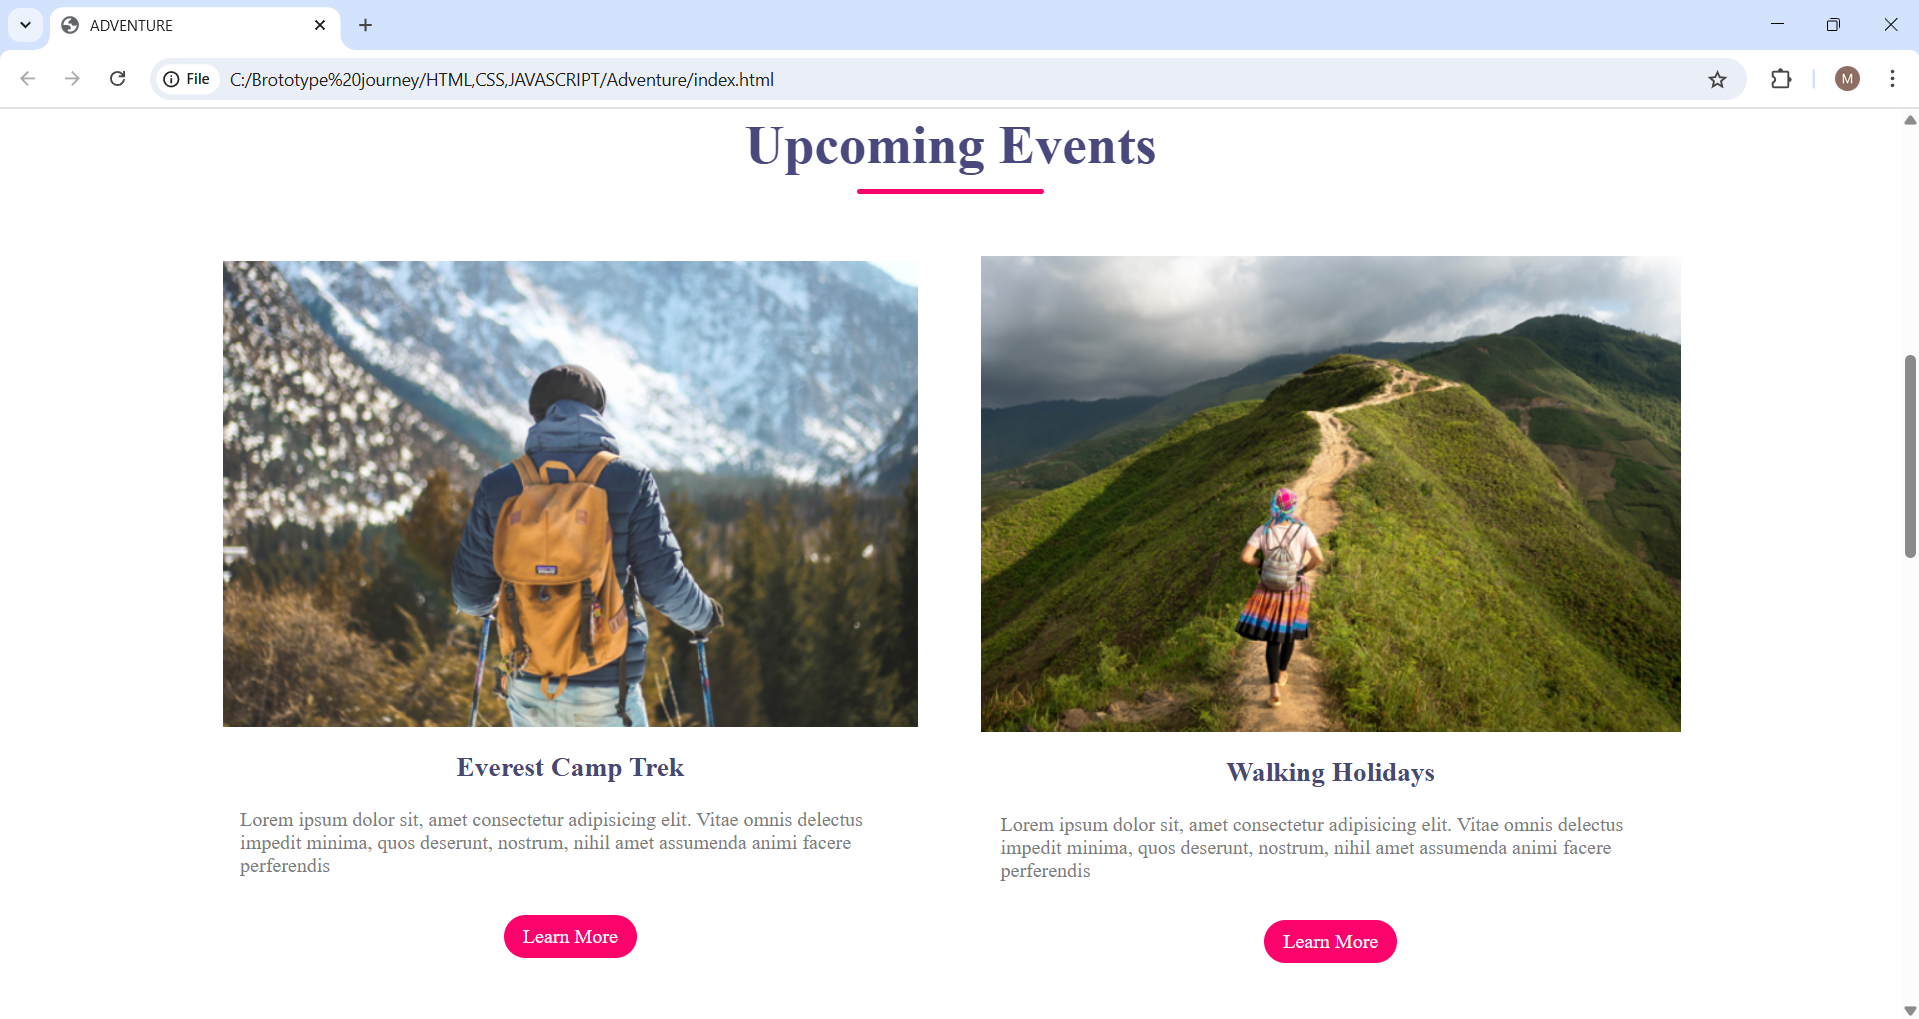 ADVENTURE
File
C:/Brototype%20journey/HTML,CSS,JAVASCRIPT/Adventure/index.html
M
Upcoming Events
Everest Camp Trek
Lorem ipsum dolor sit, amet consectetur adipisicing elit. Vitae omnis delectus
impedit minima, quos deserunt, nostrum, nihil amet assumenda animi facere
perferendis
Learn More
Walking Holidays
Lorem ipsum dolor sit, amet consectetur adipisicing elit. Vitae omnis delectus
impedit minima, quos deserunt, nostrum, nihil amet assumenda animi facere
perferendis
Learn More